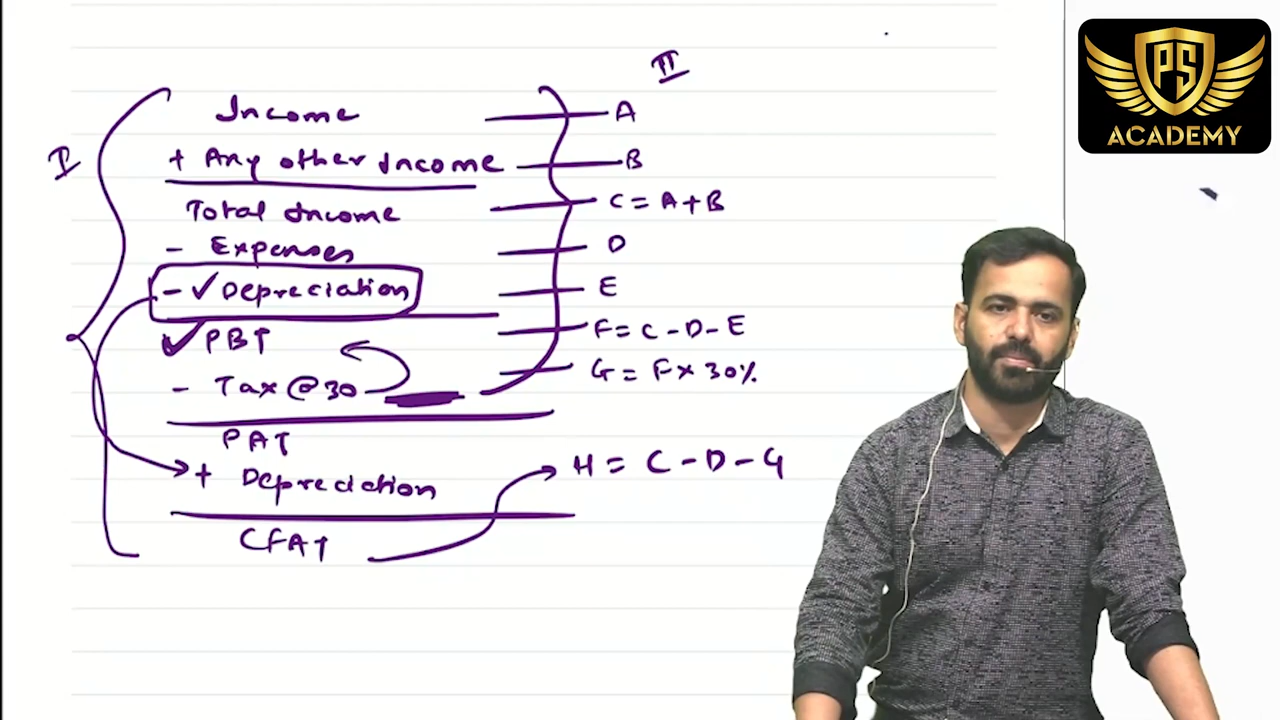 PS
ACADEMY
II
I
Income — A
+ Any other Income — B
Total Income — C = A + B
- Expenses — D
- ✓ Depreciation — E
✓ PBT — F = C - D - E
- Tax @ 30 — G = F × 30%
PAT
+ Depreciation
H = C - D - G
CFAT